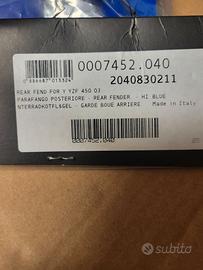 0007452.040
2040830211
REAR FEND FOR Y YZF 450 03
PARAFANGO POSTERIORE - REAR FENDER - HI BLUE
NTERRADKOTFLšGEL - GARDE BOUE ARRIERE Made in Italy
0007452.040
subito